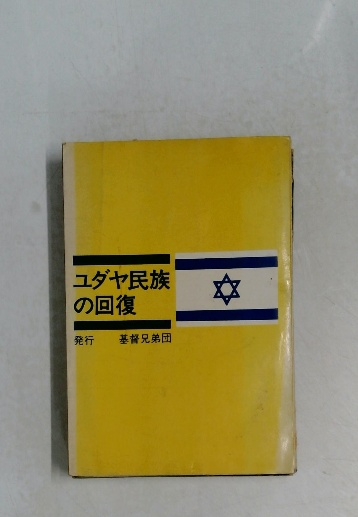 ユダヤ民族
の回復
発行 基督兄弟団